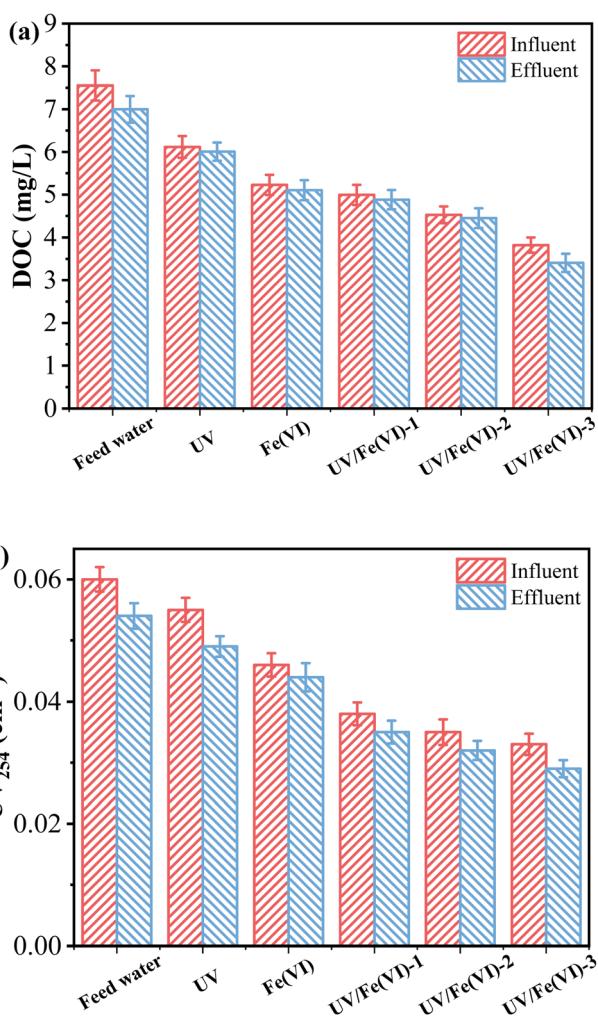 (a)
9
8
7
6
5
4
3
2
1
0
DOC (mg/L)
Influent
Effluent
Feed water
UV
Fe(VI)
UV/Fe(VI)-1
UV/Fe(VI)-2
UV/Fe(VI)-3
)
0.06
0.04
0.02
0.00
254
Influent
Effluent
Feed water
UV
Fe(VI)
UV/Fe(VI)-1
UV/Fe(VI)-2
UV/Fe(VI)-3